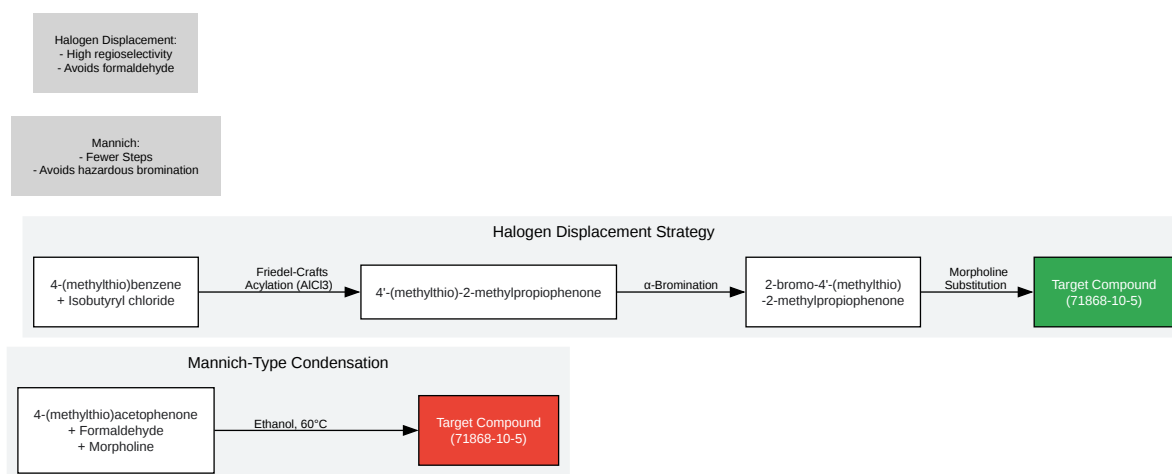 Halogen Displacement:
- High regioselectivity
- Avoids formaldehyde
Mannich:
- Fewer Steps
- Avoids hazardous bromination
Halogen Displacement Strategy
4-(methylthio)benzene
+ Isobutyryl chloride
Friedel-Crafts
Acylation (AlCl3)
4'-(methylthio)-2-methylpropiophenone
α-Bromination
2-bromo-4'-(methylthio)
-2-methylpropiophenone
Morpholine
Substitution
Target Compound
(71868-10-5)
Mannich-Type Condensation
4-(methylthio)acetophenone
+ Formaldehyde
+ Morpholine
Ethanol, 60°C
Target Compound
(71868-10-5)